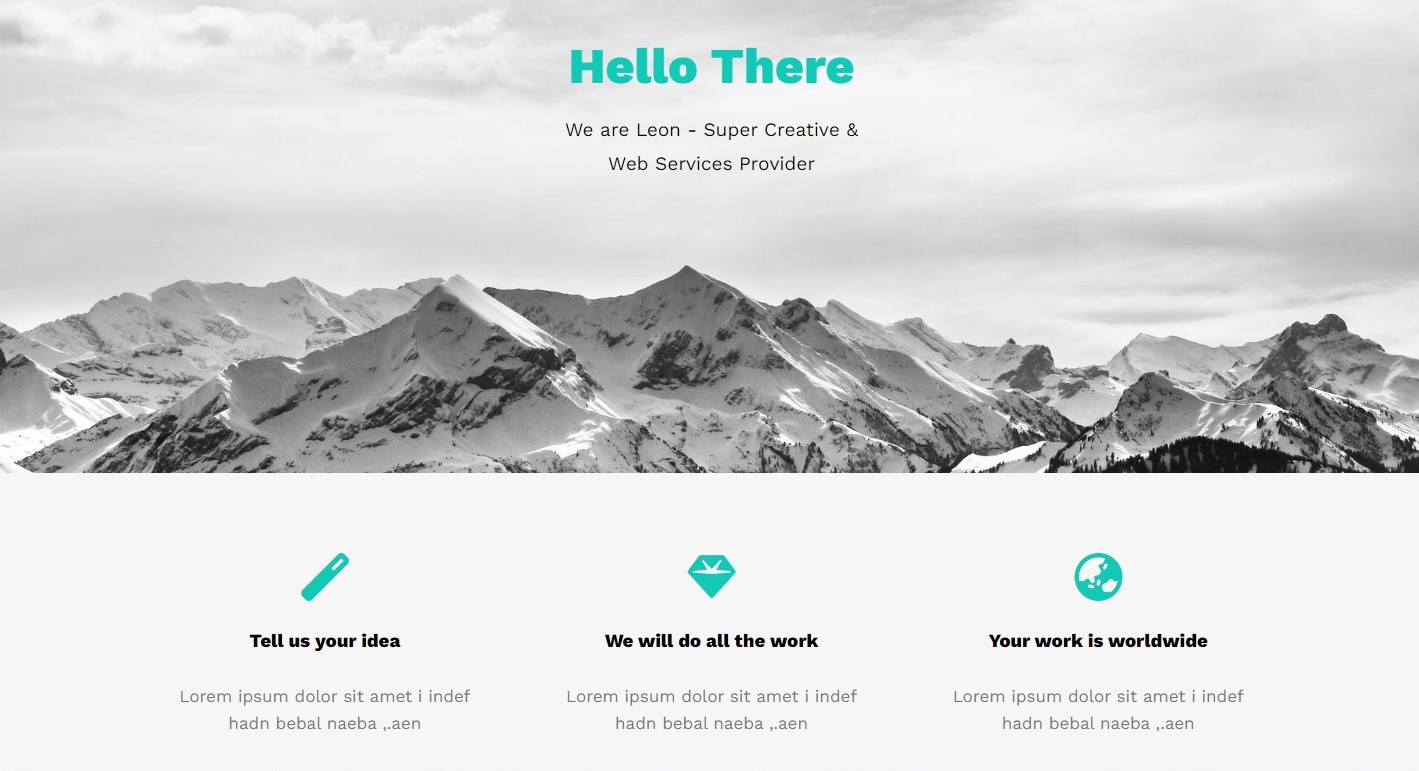 Hello There
We are Leon - Super Creative &
Web Services Provider
Tell us your idea
Lorem ipsum dolor sit amet i indef
hadn bebal naeba ,.aen
We will do all the work
Lorem ipsum dolor sit amet i indef
hadn bebal naeba ,.aen
Your work is worldwide
Lorem ipsum dolor sit amet i indef
hadn bebal naeba ,.aen